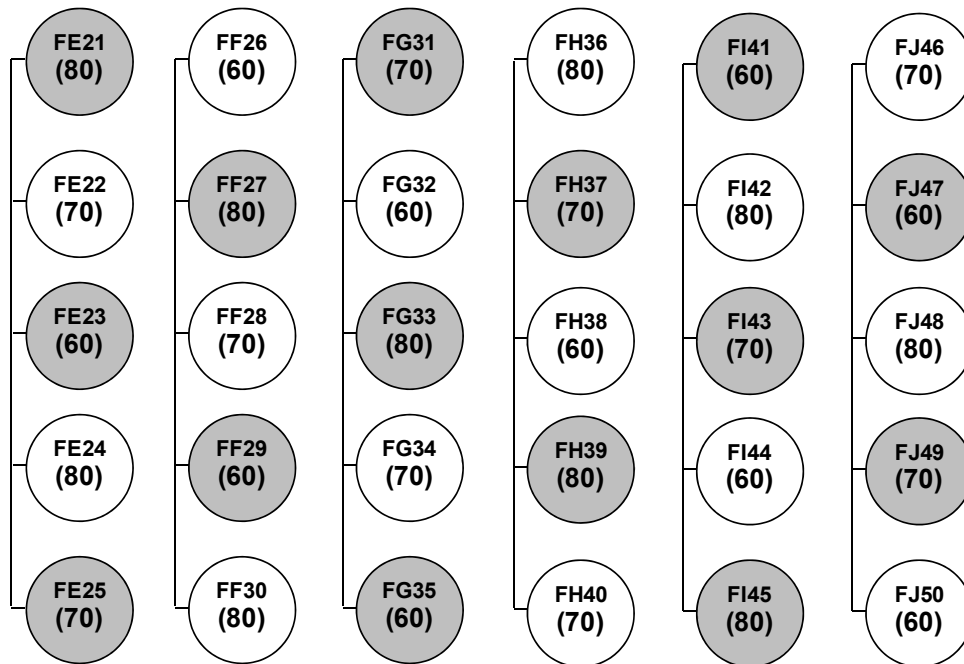 FE21
(80)
FF26
(60)
FG31
(70)
FH36
(80)
FI41
(60)
FJ46
(70)
FE22
(70)
FF27
(80)
FG32
(60)
FH37
(70)
FI42
(80)
FJ47
(60)
FE23
(60)
FF28
(70)
FG33
(80)
FH38
(60)
FI43
(70)
FJ48
(80)
FE24
(80)
FF29
(60)
FG34
(70)
FH39
(80)
FI44
(60)
FJ49
(70)
FE25
(70)
FF30
(80)
FG35
(60)
FH40
(70)
FI45
(80)
FJ50
(60)